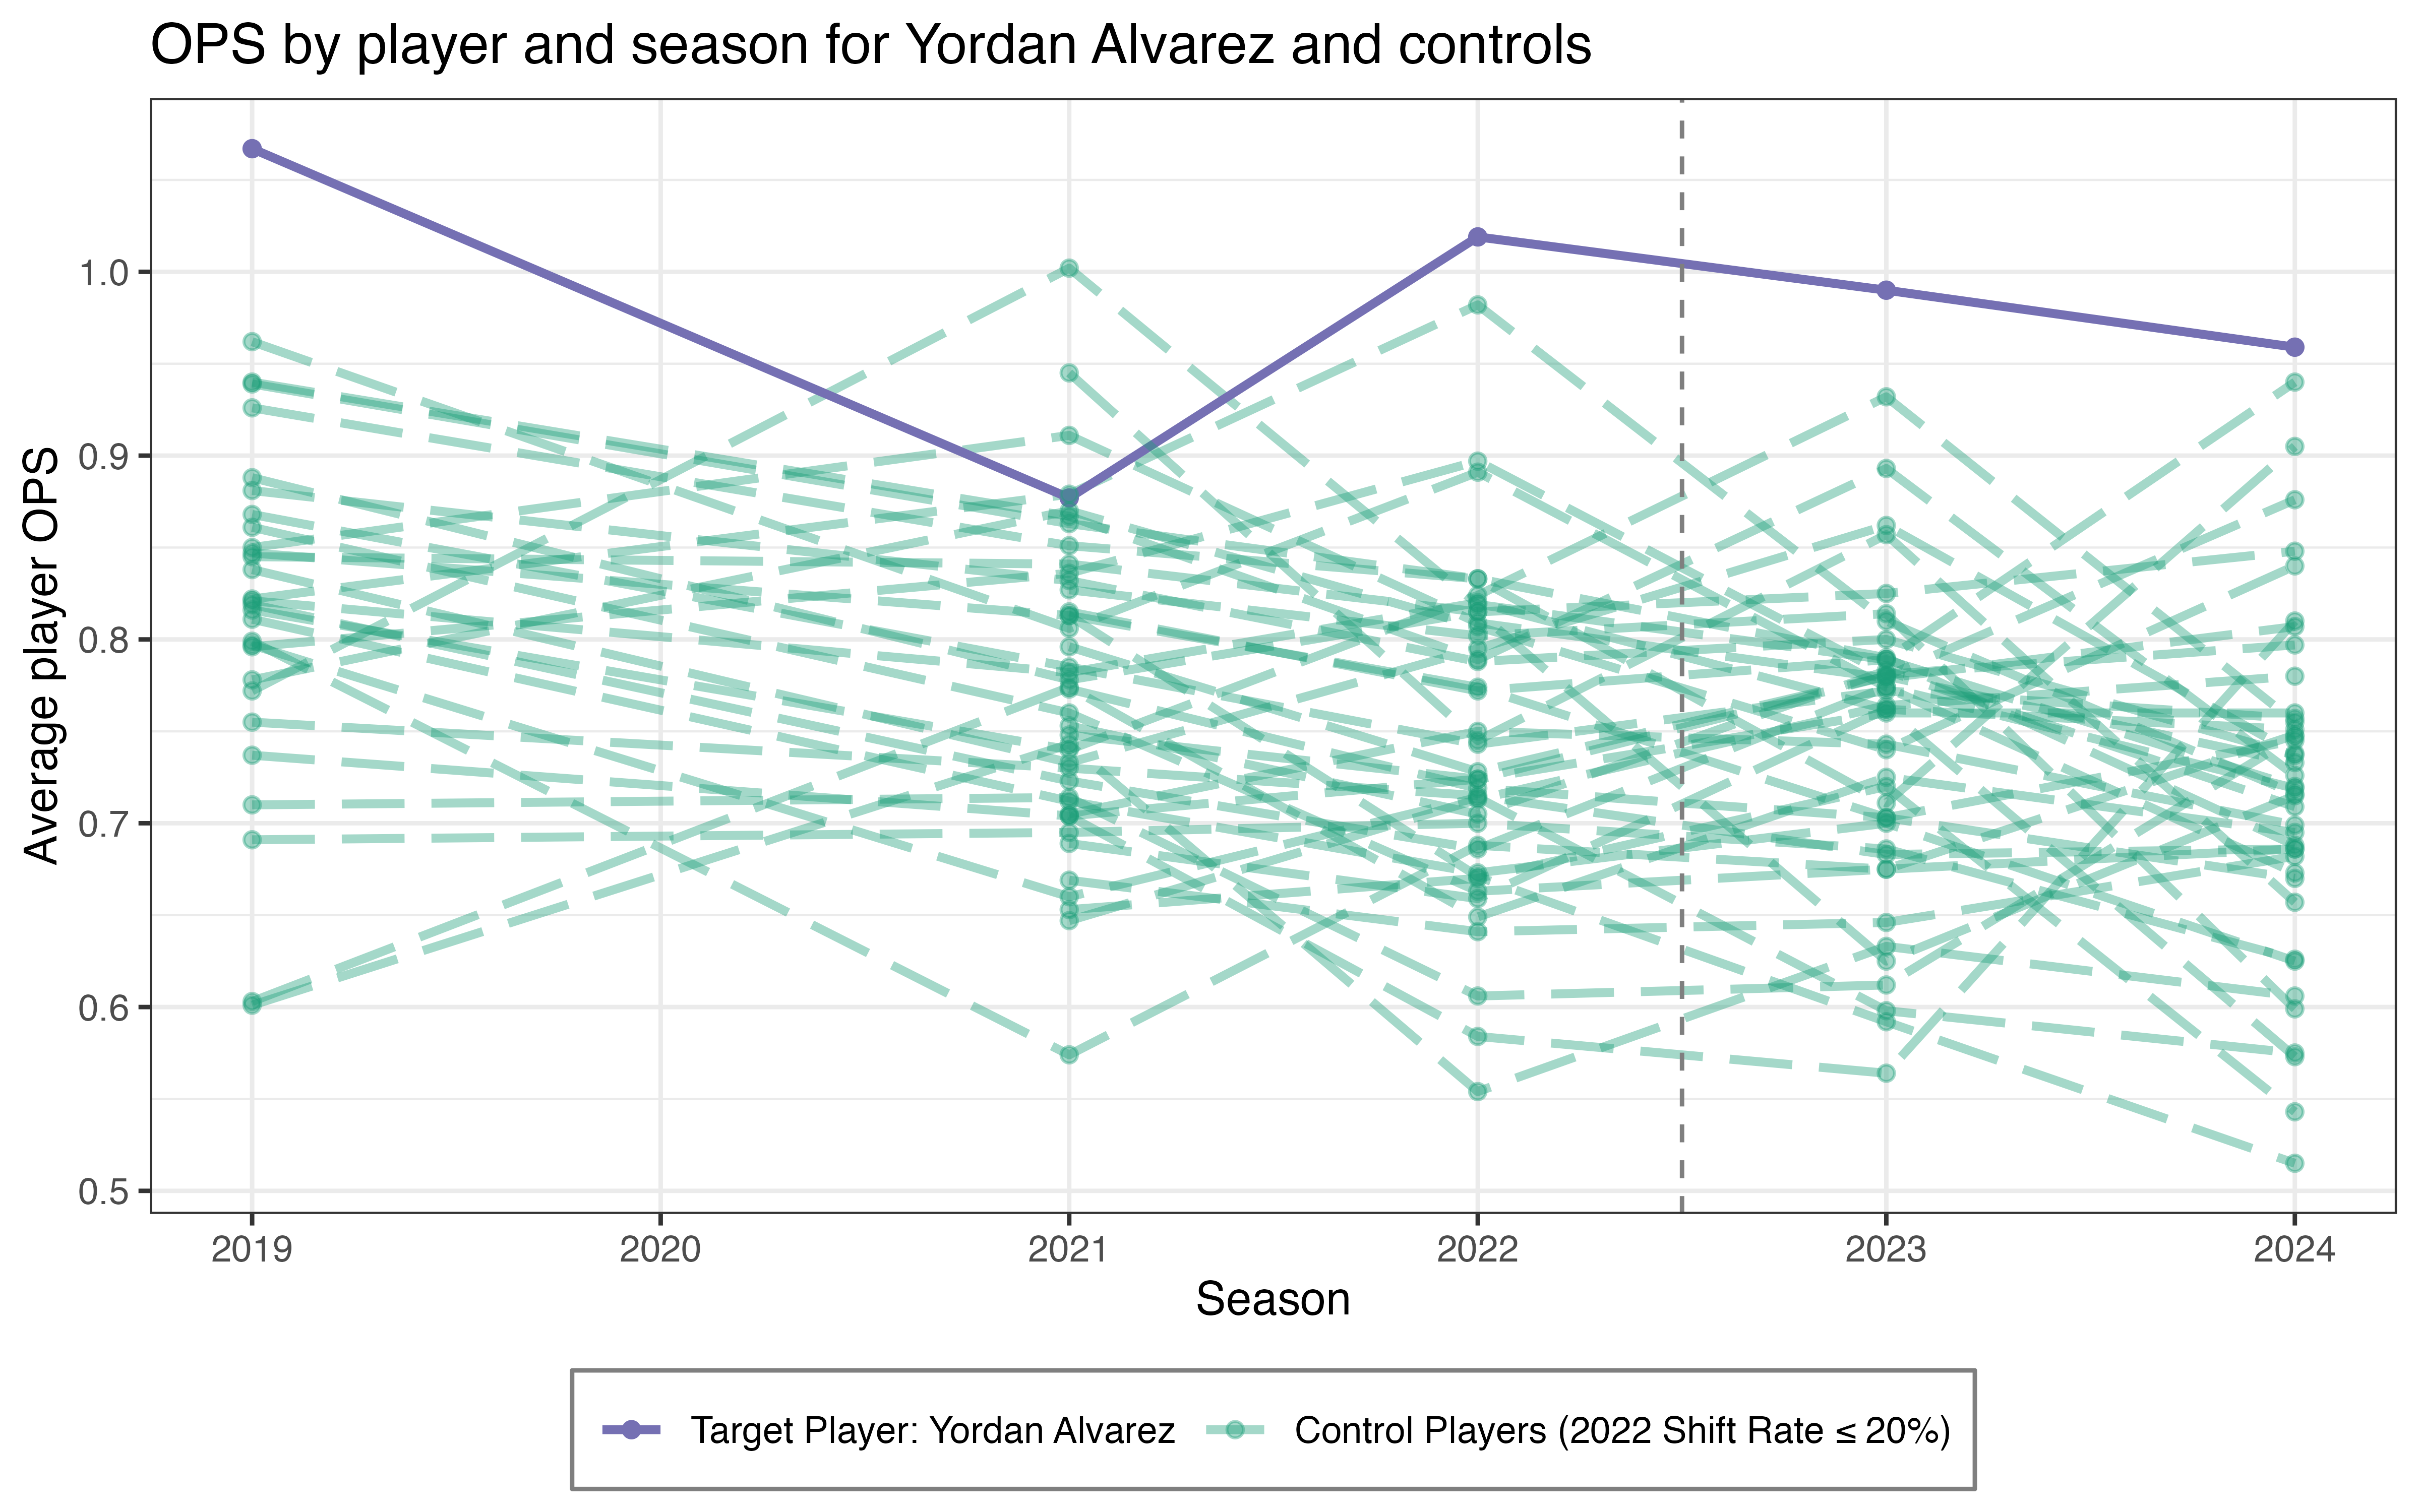 OPS by player and season for Yordan Alvarez and controls
Average player OPS
1.0
0.9
0.8
0.7
0.6
0.5
2019 2020 2021 2022 2023 2024
Season
Target Player: Yordan Alvarez Control Players (2022 Shift Rate ≤ 20%)